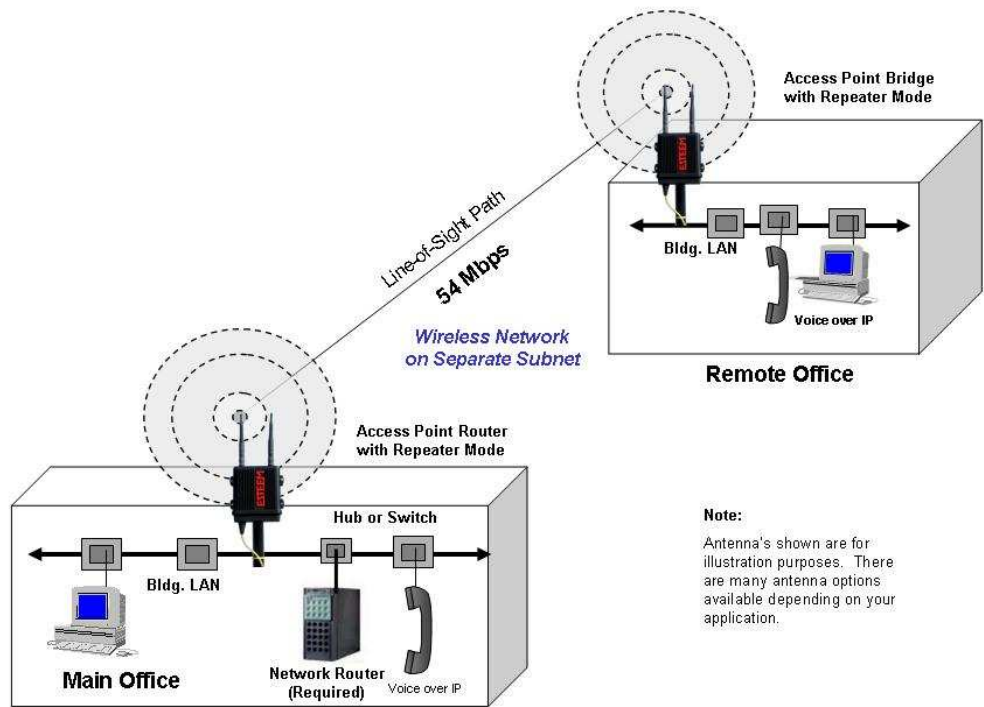 Access Point Bridge
with Repeater Mode
ESTEEM
Line-of-Sight Path
54 Mbps
Bldg. LAN
Voice over IP
Wireless Network
on Separate Subnet
Remote Office
Access Point Router
with Repeater Mode
ESTEEM
Hub or Switch
Bldg. LAN
Main Office
Network Router
(Required)
Voice over IP
Note:
Antenna's shown are for
illustration purposes. There
are many antenna options
available depending on your
application.